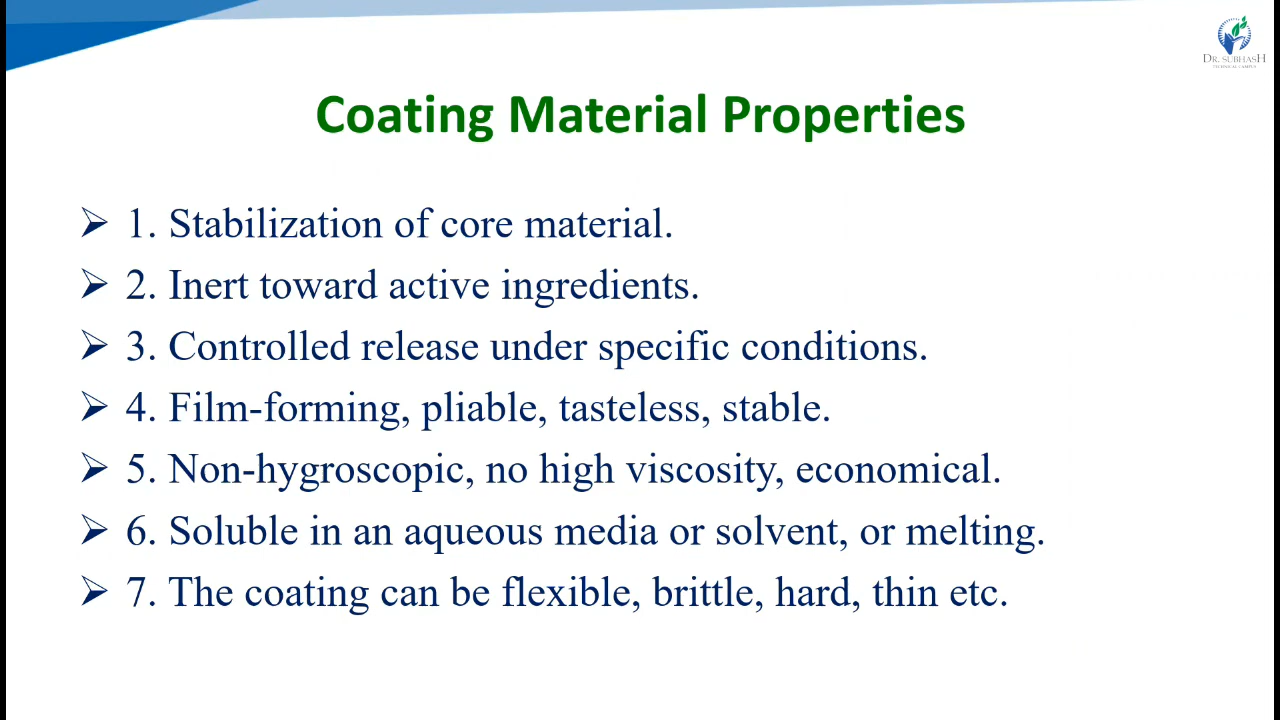 DR. SUBHASH
TECHNICAL CAMPUS
Coating Material Properties
➢ 1. Stabilization of core material.
➢ 2. Inert toward active ingredients.
➢ 3. Controlled release under specific conditions.
➢ 4. Film-forming, pliable, tasteless, stable.
➢ 5. Non-hygroscopic, no high viscosity, economical.
➢ 6. Soluble in an aqueous media or solvent, or melting.
➢ 7. The coating can be flexible, brittle, hard, thin etc.